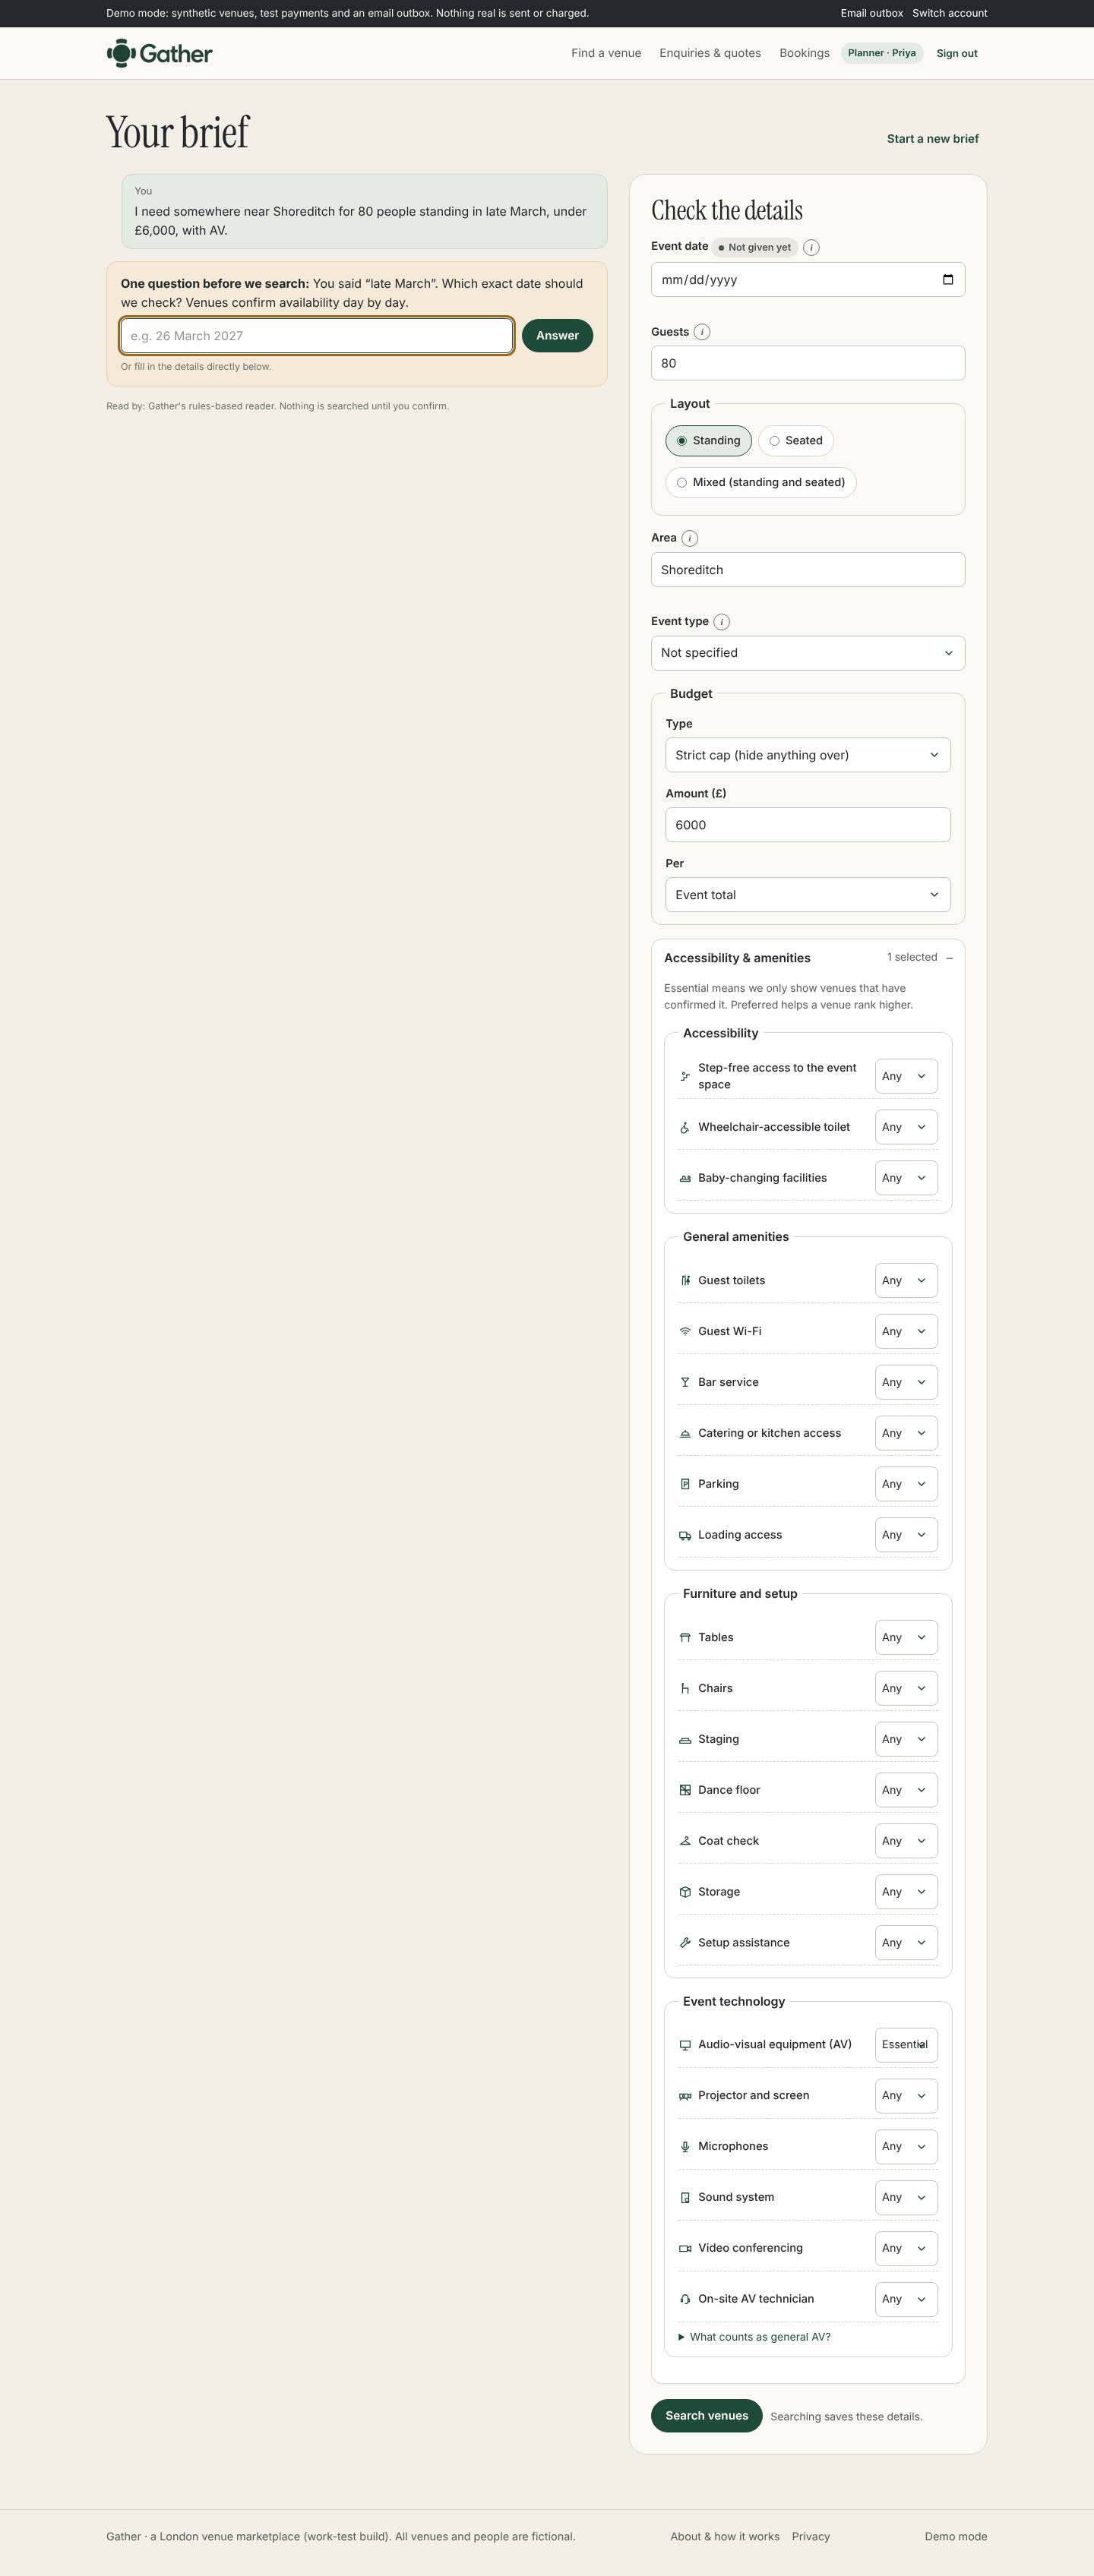 Demo mode: synthetic venues, test payments and an email outbox. Nothing real is sent or charged.
Email outbox Switch account
Gather
Find a venue Enquiries & quotes Bookings Planner · Priya Sign out
Your brief
Start a new brief
You
I need somewhere near Shoreditch for 80 people standing in late March, under
£6,000, with AV.
One question before we search: You said “late March”. Which exact date should
we check? Venues confirm availability day by day.
e.g. 26 March 2027
Answer
Or fill in the details directly below.
Read by: Gather's rules-based reader. Nothing is searched until you confirm.
Check the details
Event date Not given yet i
mm/dd/yyyy
Guests i
80
Layout
Standing Seated
Mixed (standing and seated)
Area i
Shoreditch
Event type i
Not specified
Budget
Type
Strict cap (hide anything over)
Amount (£)
6000
Per
Event total
Accessibility & amenities 1 selected –
Essential means we only show venues that have
confirmed it. Preferred helps a venue rank higher.
Accessibility
Step-free access to the event
space
Any
Wheelchair-accessible toilet Any
Baby-changing facilities Any
General amenities
Guest toilets Any
Guest Wi-Fi Any
Bar service Any
Catering or kitchen access Any
Parking Any
Loading access Any
Furniture and setup
Tables Any
Chairs Any
Staging Any
Dance floor Any
Coat check Any
Storage Any
Setup assistance Any
Event technology
Audio-visual equipment (AV) Essential
Projector and screen Any
Microphones Any
Sound system Any
Video conferencing Any
On-site AV technician Any
What counts as general AV?
Search venues Searching saves these details.
Gather · a London venue marketplace (work-test build). All venues and people are fictional.
About & how it works Privacy
Demo mode